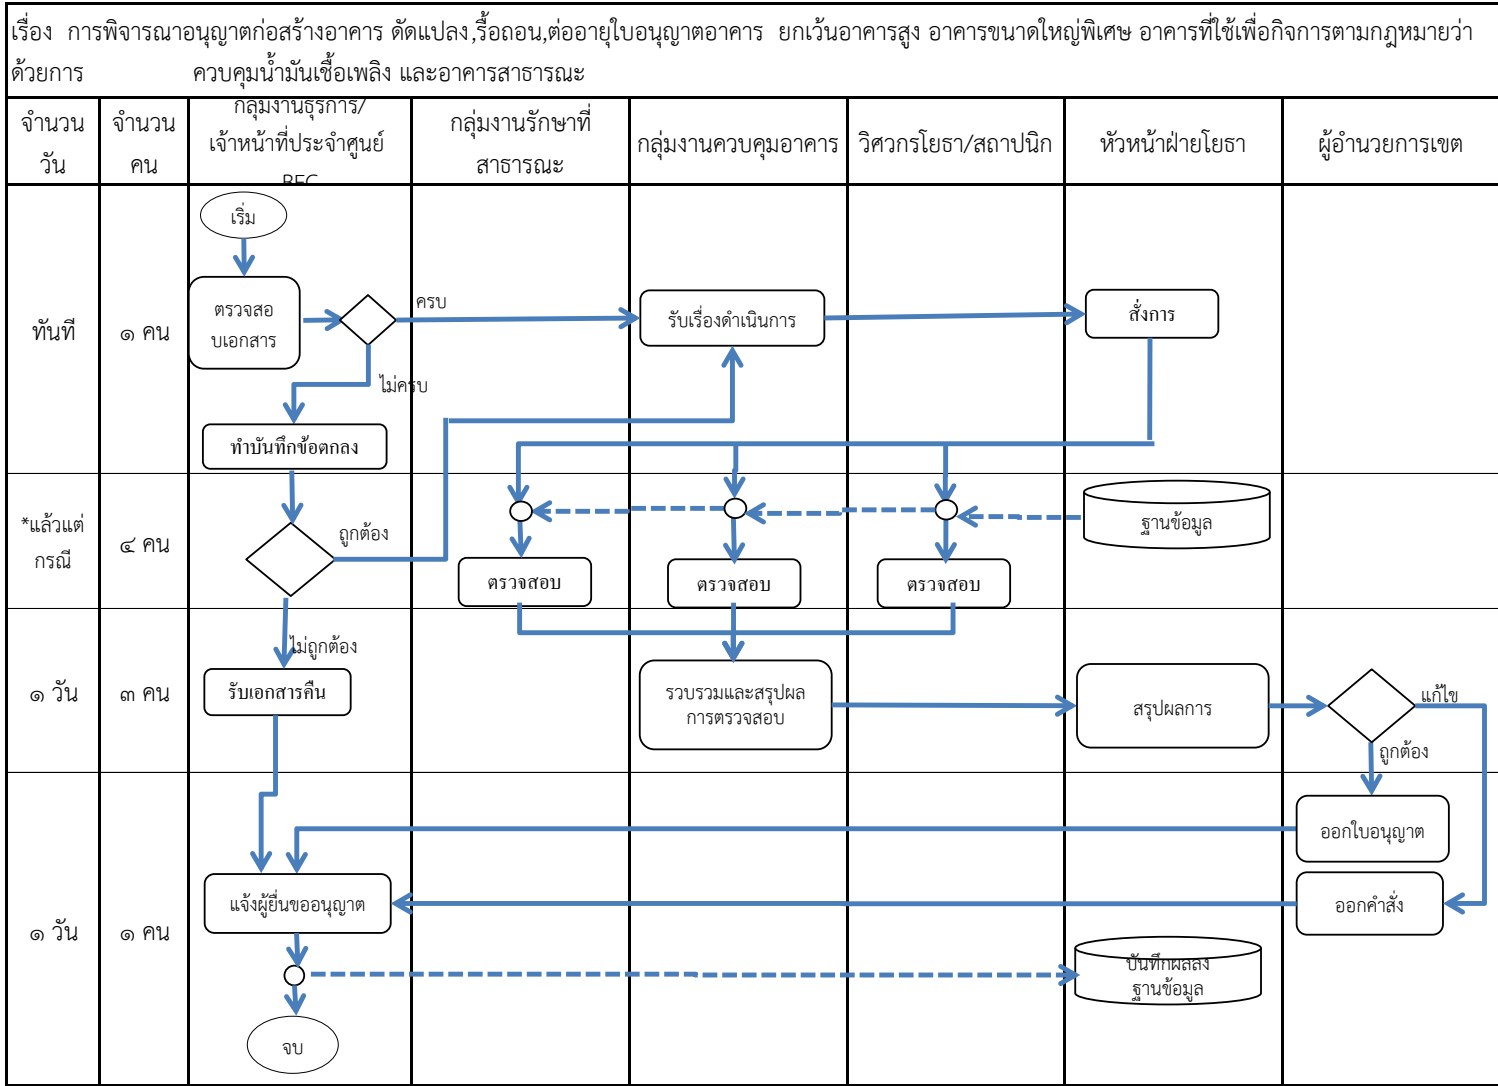 เรื่อง การพิจารณาอนุญาตก่อสร้างอาคาร ดัดแปลง,รื้อถอน,ต่ออายุใบอนุญาตอาคาร ยกเว้นอาคารสูง อาคารขนาดใหญ่พิเศษ อาคารที่ใช้เพื่อกิจการตามกฎหมายว่า
ด้วยการ ควบคุมน้ำมันเชื้อเพลิง และอาคารสาธารณะ
จำนวน
วัน
จำนวน
คน
กลุ่มงานธุรการ/
เจ้าหน้าที่ประจำศูนย์
BFC
กลุ่มงานรักษาที่
สาธารณะ
กลุ่มงานควบคุมอาคาร
วิศวกรโยธา/สถาปนิก
หัวหน้าฝ่ายโยธา
ผู้อำนวยการเขต
เริ่ม
ทันที
๑ คน
ตรวจสอ
บเอกสาร
ครบ
รับเรื่องดำเนินการ
สั่งการ
ไม่ครบ
ทำบันทึกข้อตกลง
*แล้วแต่
กรณี
๔ คน
ถูกต้อง
ฐานข้อมูล
ตรวจสอบ
ตรวจสอบ
ตรวจสอบ
ไม่ถูกต้อง
๑ วัน
๓ คน
รับเอกสารคืน
รวบรวมและสรุปผล
การตรวจสอบ
สรุปผลการ
แก้ไข
ถูกต้อง
ออกใบอนุญาต
๑ วัน
๑ คน
แจ้งผู้ยื่นขออนุญาต
ออกคำสั่ง
บันทึกผลลง
ฐานข้อมูล
จบ